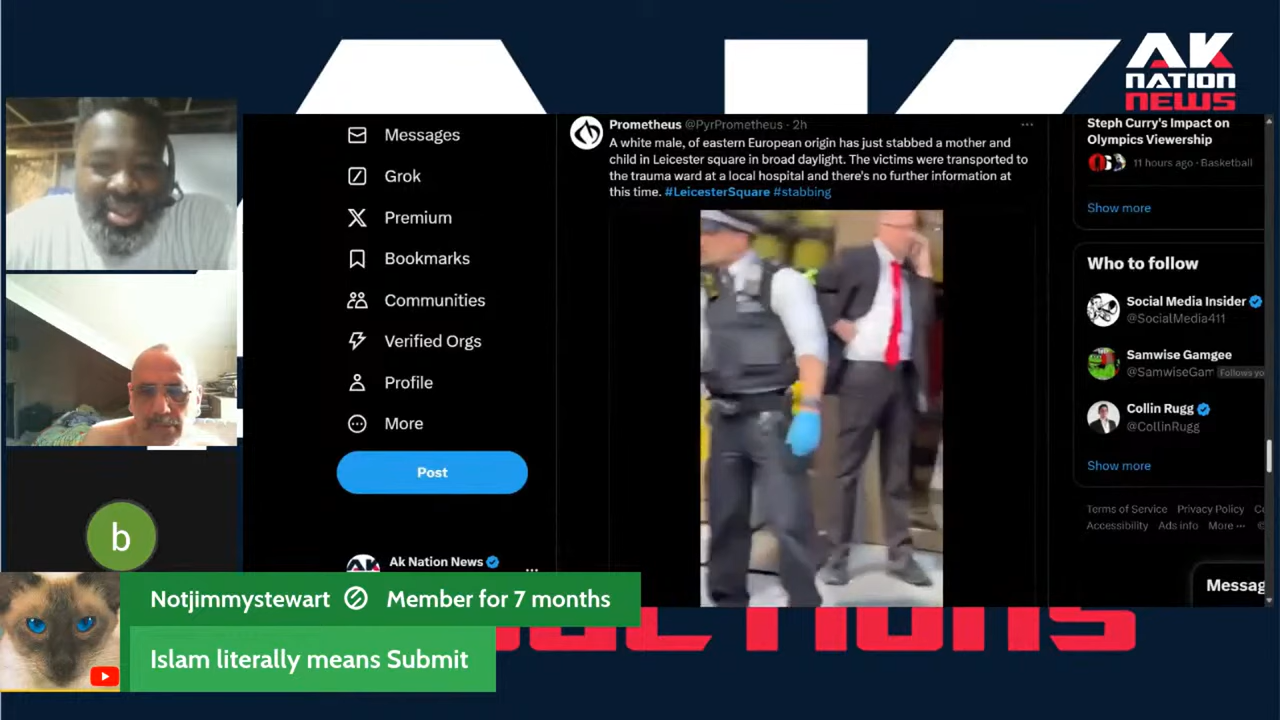 AK
NATION
NEWS
Messages
Grok
Premium
Bookmarks
Communities
Verified Orgs
Profile
More
Post
Ak Nation News
Prometheus @PyrPrometheus · 2h
A white male, of eastern European origin has just stabbed a mother and
child in Leicester square in broad daylight. The victims were transported to
the trauma ward at a local hospital and there's no further information at
this time. #LeicesterSquare #stabbing
Steph Curry's Impact on
Olympics Viewership
11 hours ago · Basketball
Show more
Who to follow
Social Media Insider
@SocialMedia411
Samwise Gamgee
@SamwiseGam Follows yo
Collin Rugg
@CollinRugg
Show more
Terms of Service Privacy Policy
Accessibility Ads info More ···
Messag
b
Notjimmystewart Member for 7 months
Islam literally means Submit